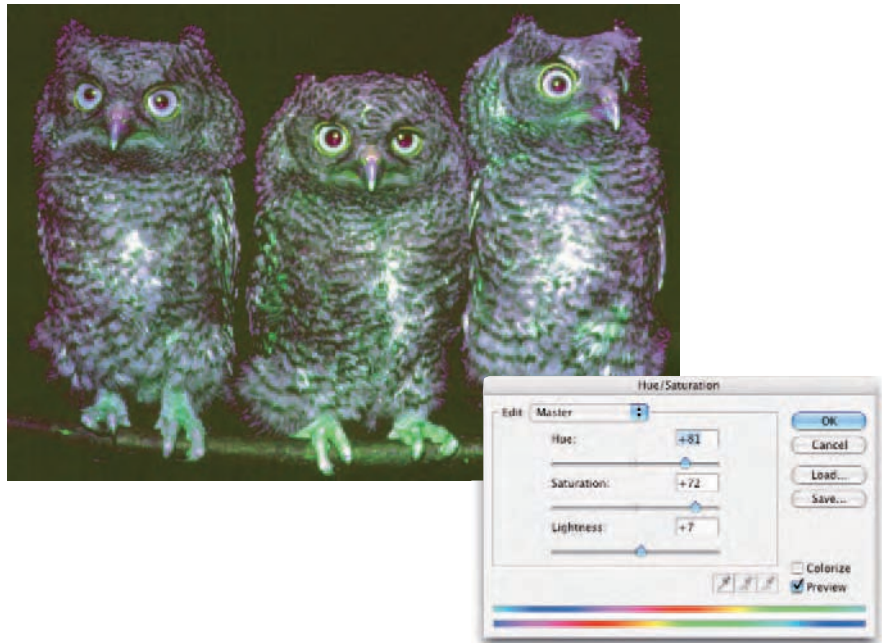 Hue/Saturation
Edit Master
OK
Hue: +81
Cancel
Load...
Saturation: +72
Save...
Lightness: +7
Colorize
Preview